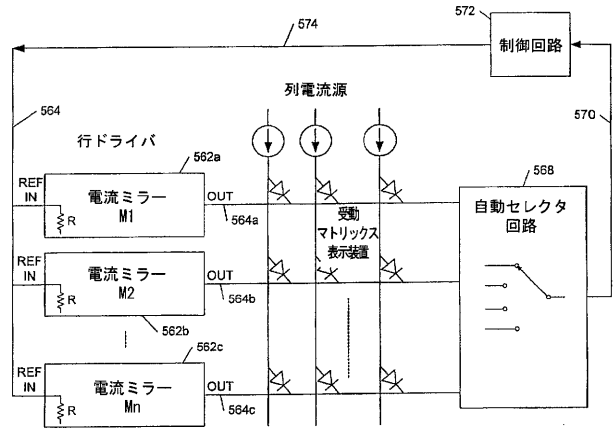 574
572
制御回路
列電流源
564
行ドライバ
570
562a
568
REF
IN
電流ミラー
M1
R
OUT
564a
受動
マトリックス
表示装置
自動セレクタ
回路
REF
IN
電流ミラー
M2
R
OUT
564b
562b
562c
REF
IN
電流ミラー
Mn
R
OUT
564c